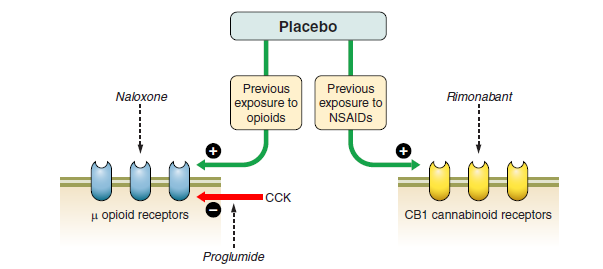 Placebo
Previous
exposure to
opioids
Previous
exposure to
NSAIDs
Naloxone
Rimonabant
+
+
CCK
−
μ opioid receptors
CB1 cannabinoid receptors
Proglumide